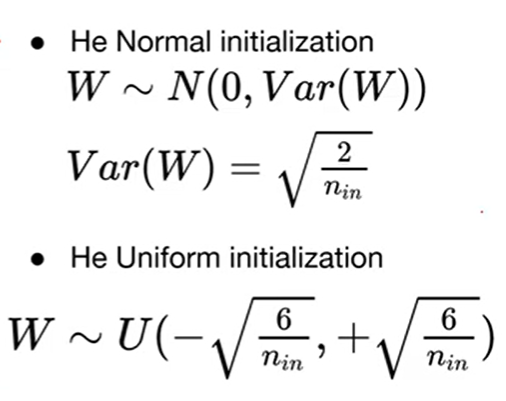 • He Normal initialization
W ∼ N(0, Var(W))
Var(W) = √(2/n_in)
• He Uniform initialization
W ∼ U(−√(6/n_in), +√(6/n_in))